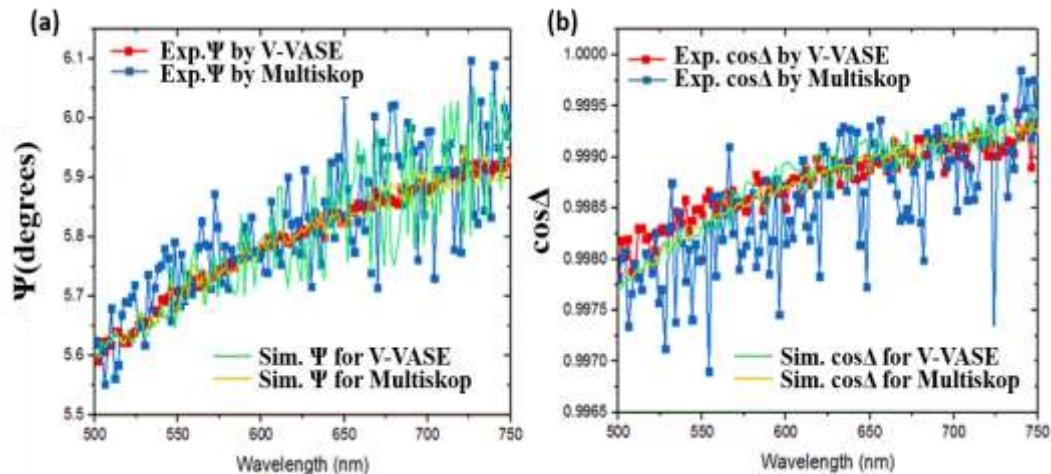 (a)
Exp.Ψ by V-VASE
Exp.Ψ by Multiskop
6.1
6.0
5.9
5.8
5.7
5.6
5.5
Ψ(degrees)
Sim. Ψ for V-VASE
Sim. Ψ for Multiskop
500 550 600 650 700 750
Wavelength (nm)
(b)
Exp. cosΔ by V-VASE
Exp. cosΔ by Multiskop
1.0000
0.9995
0.9990
0.9985
0.9980
0.9975
0.9970
0.9965
cosΔ
Sim. cosΔ for V-VASE
Sim. cosΔ for Multiskop
500 550 600 650 700 750
Wavelength (nm)